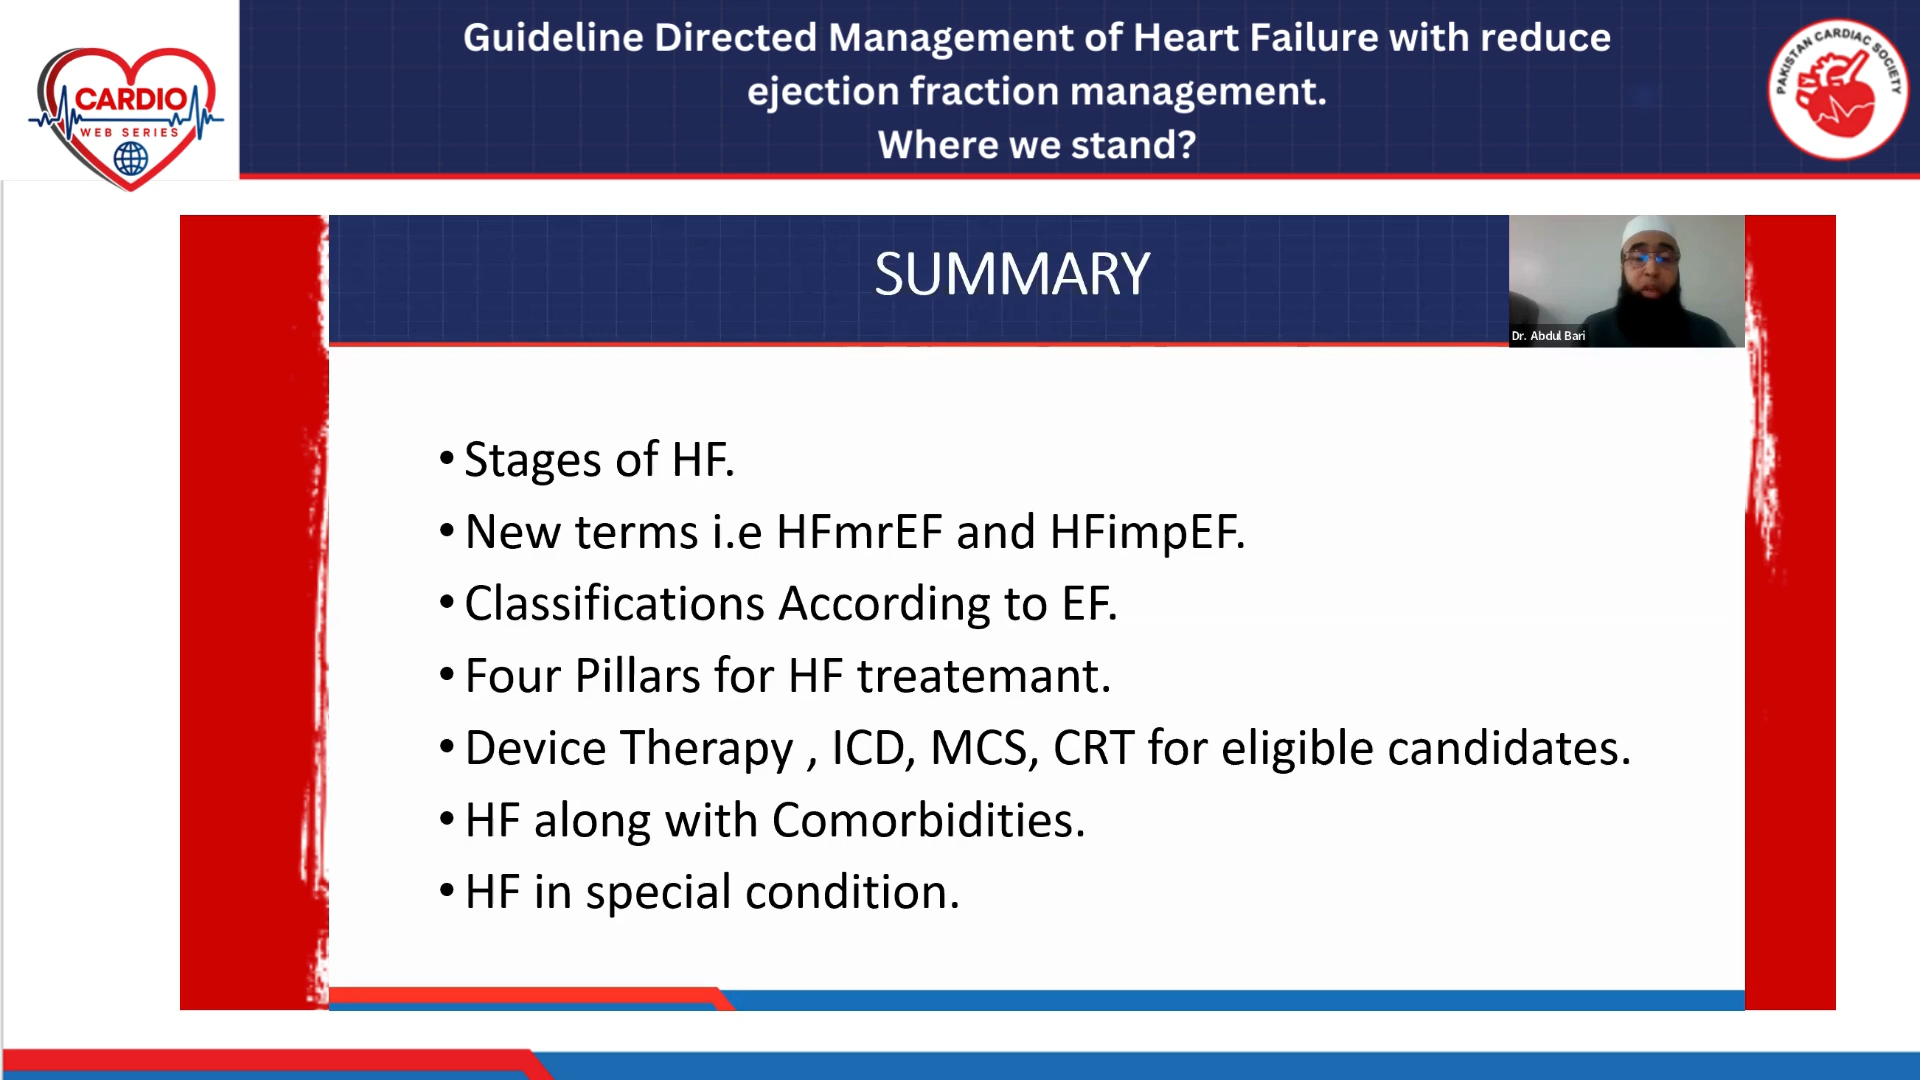 Guideline Directed Management of Heart Failure with reduce
ejection fraction management.
Where we stand?
CARDIO
WEB SERIES
PAKISTAN CARDIAC SOCIETY
SUMMARY
Dr. Abdul Bari
• Stages of HF.
• New terms i.e HFmrEF and HFimpEF.
• Classifications According to EF.
• Four Pillars for HF treatemant.
• Device Therapy , ICD, MCS, CRT for eligible candidates.
• HF along with Comorbidities.
• HF in special condition.